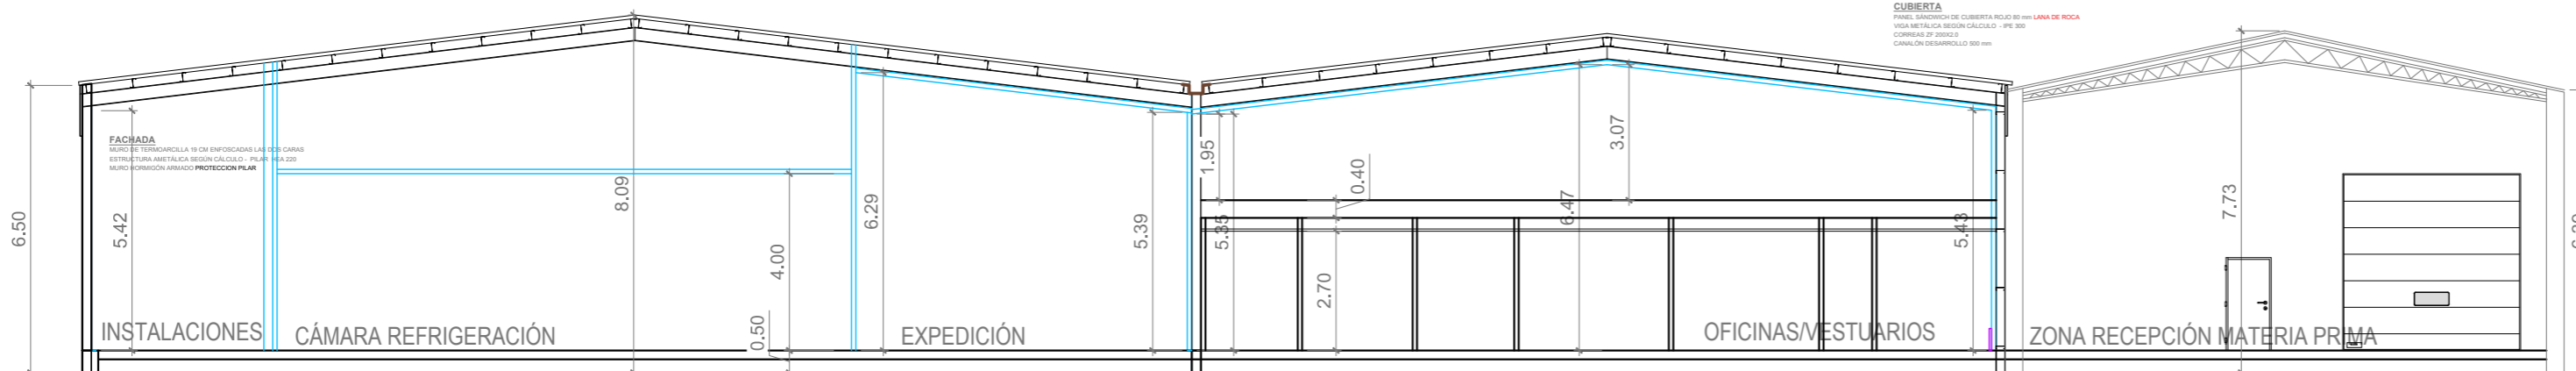 CUBIERTA
PANEL SÁNDWICH DE CUBIERTA ROJO 80 mm LANA DE ROCA
VIGA METÁLICA SEGÚN CÁLCULO - IPE 300
CORREAS ZF 200X2.0
CANALÓN DESARROLLO 500 mm
FACHADA
MURO DE TERMOARCILLA 19 CM ENFOSCADAS LAS DOS CARAS
ESTRUCTURA AMETÁLICA SEGÚN CÁLCULO - PILAR HEA 220
MURO HORMIGÓN ARMADO PROTECCION PILAR
6.50
5.42
8.09
4.00
0.50
6.29
5.39
1.95
5.35
0.40
2.70
6.47
3.07
5.43
7.73
INSTALACIONES
CÁMARA REFRIGERACIÓN
EXPEDICIÓN
OFICINAS/VESTUARIOS
ZONA RECEPCIÓN MATERIA PRIMA